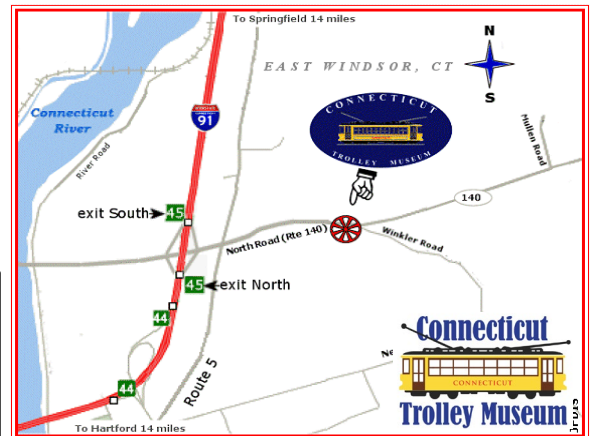 To Springfield 14 miles
EAST WINDSOR, CT
N
S
CONNECTICUT
TROLLEY MUSEUM
INTERSTATE
91
Connecticut
River
River Road
Mullen Road
140
exit South
45
North Road (Rte 140)
Winkler Road
45
exit North
44
44
Route 5
Connecticut
CONNECTICUT
Trolley Museum
To Hartford 14 miles